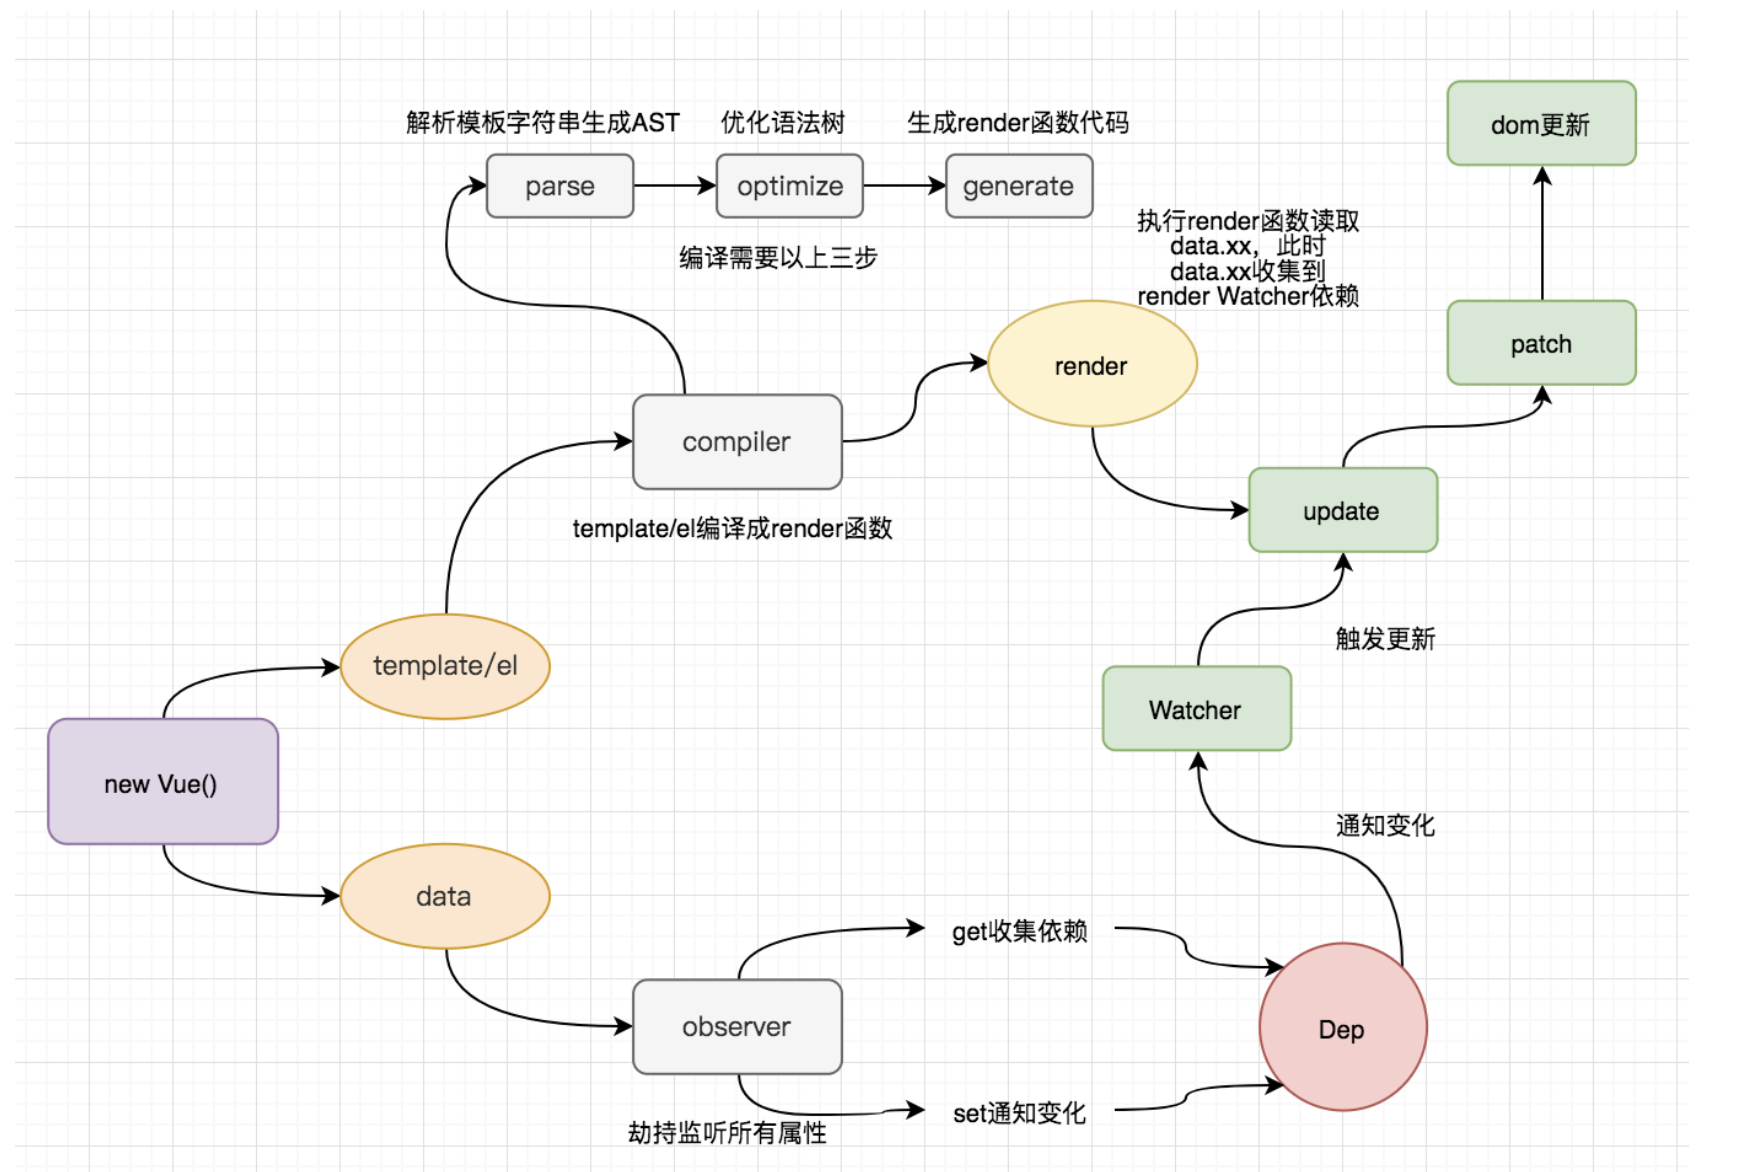 解析模板字符串生成AST
优化语法树
生成render函数代码
dom更新
parse
optimize
generate
执行render函数读取
data.xx，此时
data.xx收集到
render Watcher依赖
编译需要以上三步
patch
render
compiler
update
template/el编译成render函数
触发更新
template/el
Watcher
new Vue()
通知变化
data
get收集依赖
observer
Dep
set通知变化
劫持监听所有属性